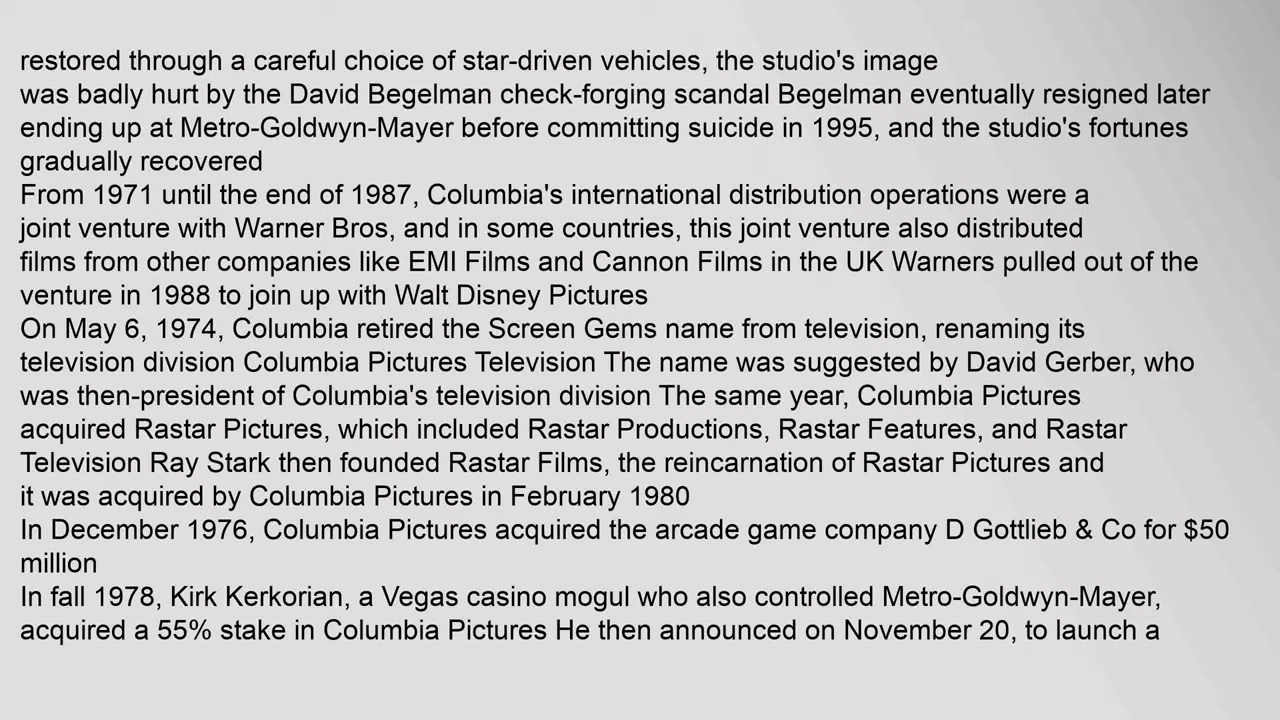 restored through a careful choice of star-driven vehicles, the studio's image
was badly hurt by the David Begelman check-forging scandal Begelman eventually resigned later
ending up at Metro-Goldwyn-Mayer before committing suicide in 1995, and the studio's fortunes
gradually recovered
From 1971 until the end of 1987, Columbia's international distribution operations were a
joint venture with Warner Bros, and in some countries, this joint venture also distributed
films from other companies like EMI Films and Cannon Films in the UK Warners pulled out of the
venture in 1988 to join up with Walt Disney Pictures
On May 6, 1974, Columbia retired the Screen Gems name from television, renaming its
television division Columbia Pictures Television The name was suggested by David Gerber, who
was then-president of Columbia's television division The same year, Columbia Pictures
acquired Rastar Pictures, which included Rastar Productions, Rastar Features, and Rastar
Television Ray Stark then founded Rastar Films, the reincarnation of Rastar Pictures and
it was acquired by Columbia Pictures in February 1980
In December 1976, Columbia Pictures acquired the arcade game company D Gottlieb & Co for $50
million
In fall 1978, Kirk Kerkorian, a Vegas casino mogul who also controlled Metro-Goldwyn-Mayer,
acquired a 55% stake in Columbia Pictures He then announced on November 20, to launch a